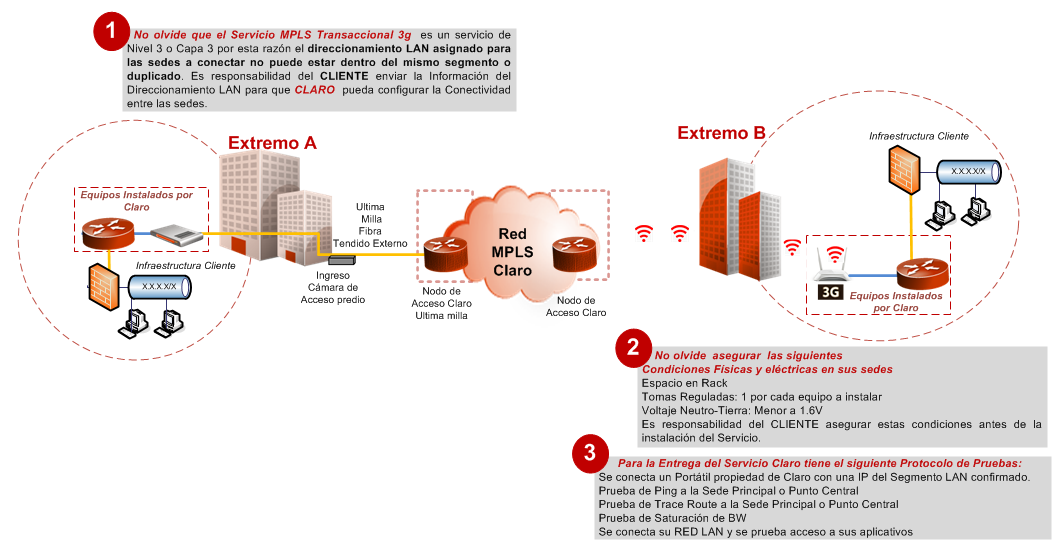 1
No olvide que el Servicio MPLS Transaccional 3g es un servicio de
Nivel 3 o Capa 3 por esta razón el direccionamiento LAN asignado para
las sedes a conectar no puede estar dentro del mismo segmento o
duplicado. Es responsabilidad del CLIENTE enviar la Información del
Direccionamiento LAN para que CLARO pueda configurar la Conectividad
entre las sedes.
Extremo A
Equipos Instalados por
Claro
Infraestructura Cliente
X.X.X.X/X
Ultima
Milla
Fibra
Tendido Externo
Ingreso
Cámara de
Acceso predio
Red
MPLS
Claro
Nodo de
Acceso Claro
Ultima milla
Nodo de
Acceso Claro
Extremo B
Infraestructura Cliente
X.X.X.X/X
3G
Equipos Instalados
por Claro
2
No olvide asegurar las siguientes
Condiciones Físicas y eléctricas en sus sedes
Espacio en Rack
Tomas Reguladas: 1 por cada equipo a instalar
Voltaje Neutro-Tierra: Menor a 1.6V
Es responsabilidad del CLIENTE asegurar estas condiciones antes de la
instalación del Servicio.
3
Para la Entrega del Servicio Claro tiene el siguiente Protocolo de Pruebas:
Se conecta un Portátil propiedad de Claro con una IP del Segmento LAN confirmado.
Prueba de Ping a la Sede Principal o Punto Central
Prueba de Trace Route a la Sede Principal o Punto Central
Prueba de Saturación de BW
Se conecta su RED LAN y se prueba acceso a sus aplicativos